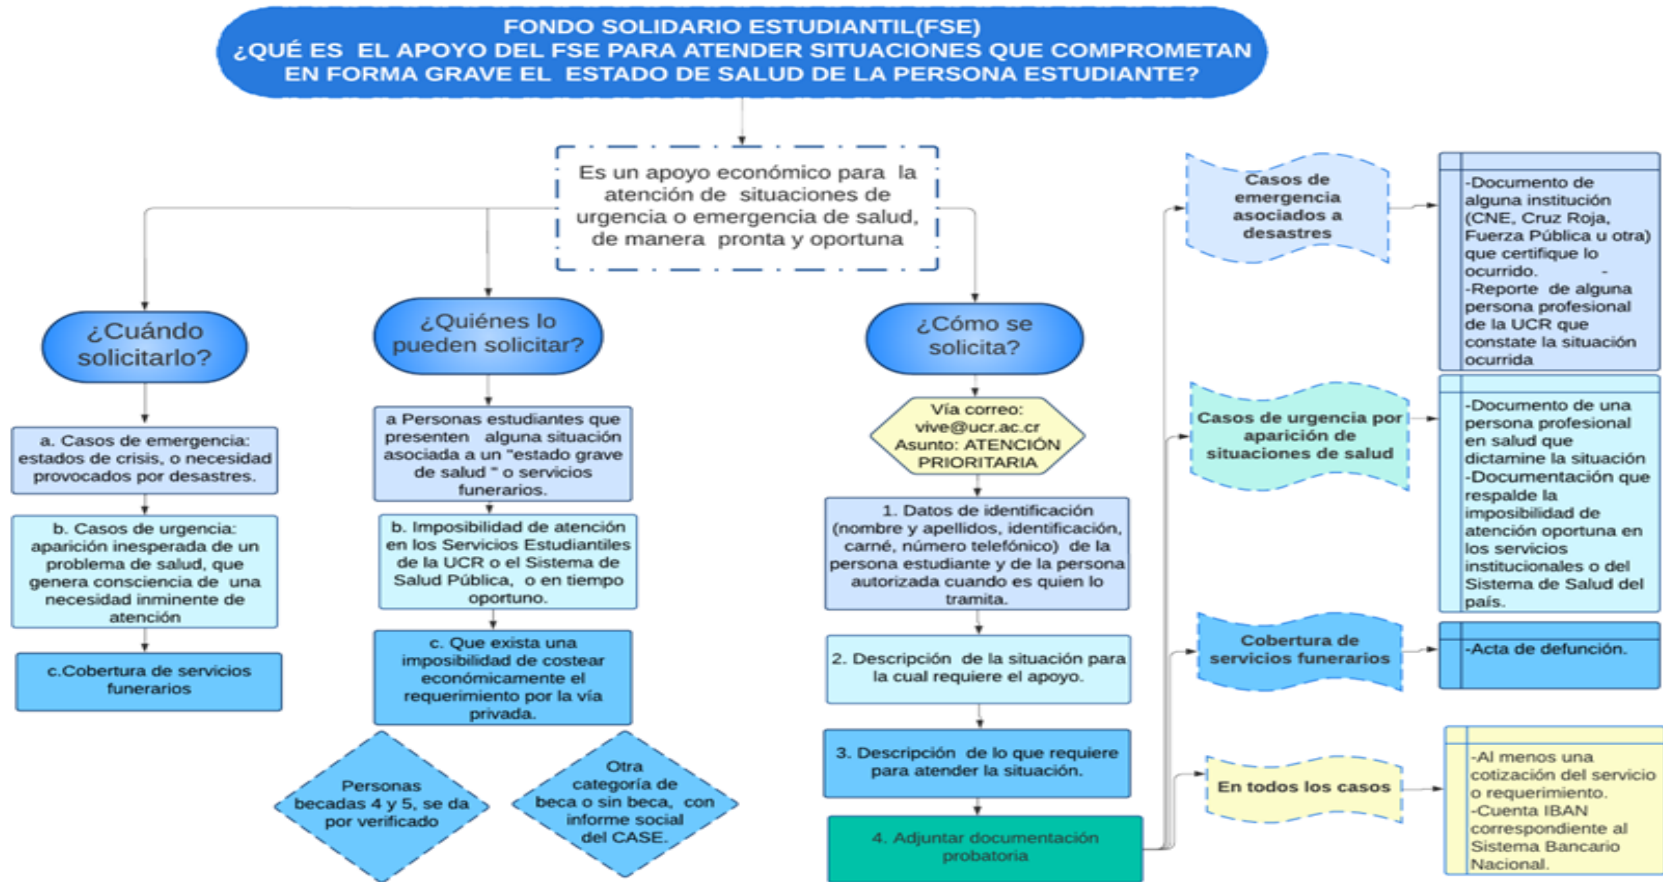 FONDO SOLIDARIO ESTUDIANTIL(FSE)
¿QUÉ ES EL APOYO DEL FSE PARA ATENDER SITUACIONES QUE COMPROMETAN
EN FORMA GRAVE EL ESTADO DE SALUD DE LA PERSONA ESTUDIANTE?
Es un apoyo económico para la
atención de situaciones de
urgencia o emergencia de salud,
de manera pronta y oportuna
¿Cuándo
solicitarlo?
a. Casos de emergencia:
estados de crisis, o necesidad
provocados por desastres.
b. Casos de urgencia:
aparición inesperada de un
problema de salud, que
genera consciencia de una
necesidad inminente de
atención
c.Cobertura de servicios
funerarios
¿Quiénes lo
pueden solicitar?
a Personas estudiantes que
presenten alguna situación
asociada a un "estado grave
de salud " o servicios
funerarios.
b. Imposibilidad de atención
en los Servicios Estudiantiles
de la UCR o el Sistema de
Salud Pública, o en tiempo
oportuno.
c. Que exista una
imposibilidad de costear
económicamente el
requerimiento por la vía
privada.
Personas
becadas 4 y 5, se da
por verificado
Otra
categoría de
beca o sin beca, con
informe social
del CASE.
¿Cómo se
solicita?
Vía correo:
vive@ucr.ac.cr
Asunto: ATENCIÓN
PRIORITARIA
1. Datos de identificación
(nombre y apellidos, identificación,
carné, número telefónico) de la
persona estudiante y de la persona
autorizada cuando es quien lo
tramita.
2. Descripción de la situación para
la cual requiere el apoyo.
3. Descripción de lo que requiere
para atender la situación.
4. Adjuntar documentación
probatoria
Casos de
emergencia
asociados a
desastres
-Documento de
alguna institución
(CNE, Cruz Roja,
Fuerza Pública u otra)
que certifique lo
ocurrido. -
-Reporte de alguna
persona profesional
de la UCR que
constate la situación
ocurrida
Casos de urgencia por
aparición de
situaciones de salud
-Documento de una
persona profesional
en salud que
dictamine la situación
-Documentación que
respalde la
imposibilidad de
atención oportuna en
los servicios
institucionales o del
Sistema de Salud del
país.
Cobertura de
servicios funerarios
-Acta de defunción.
En todos los casos
-Al menos una
cotización del servicio
o requerimiento.
-Cuenta IBAN
correspondiente al
Sistema Bancario
Nacional.